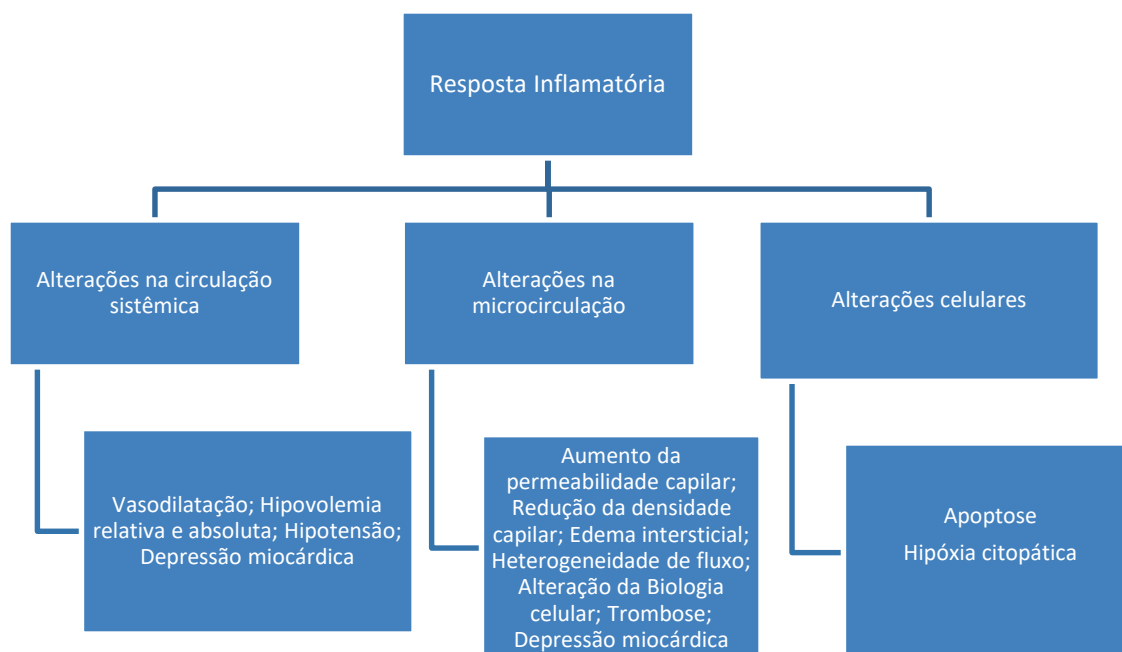 Resposta Inflamatória
Alterações na circulação
sistêmica
Alterações na
microcirculação
Alterações celulares
Vasodilatação; Hipovolemia
relativa e absoluta; Hipotensão;
Depressão miocárdica
Aumento da
permeabilidade capilar;
Redução da densidade
capilar; Edema intersticial;
Heterogeneidade de fluxo;
Alteração da Biologia
celular; Trombose;
Depressão miocárdica
Apoptose
Hipóxia citopática